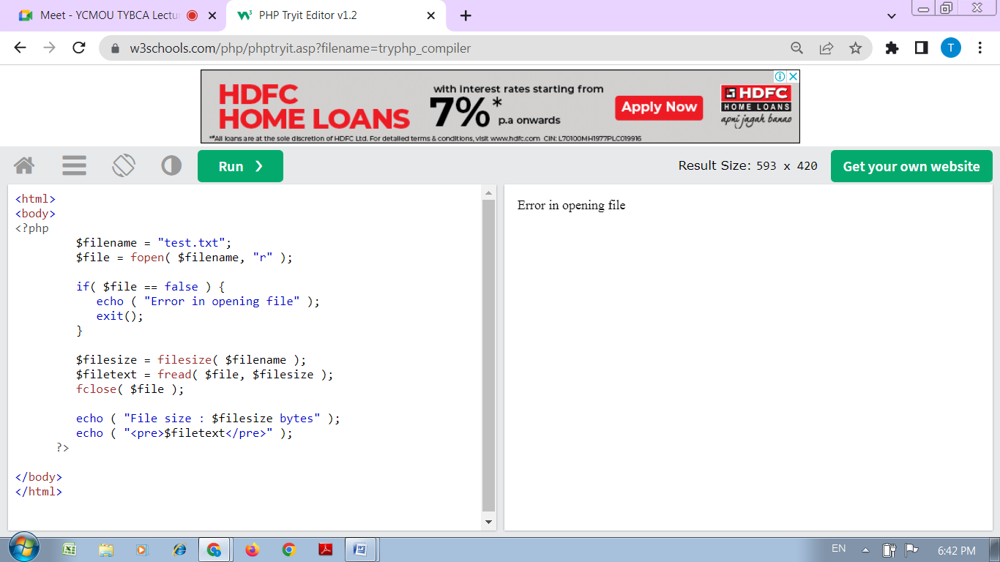 Meet - YCMOU TYBCA Lectu
PHP Tryit Editor v1.2
w3schools.com/php/phptryit.asp?filename=tryphp_compiler
T
HDFC
HOME LOANS
with interest rates starting from
7%*
p.a onwards
Apply Now
HDFC
HOME LOANS
apni jagah banao
*#All loans are at the sole discretion of HDFC Ltd. For detailed terms & conditions, visit www.hdfc.com CIN: L70100MH1977PLC019916
Run ❯
Result Size: 593 x 420
Get your own website
<html>
<body>
<?php
$filename = "test.txt";
$file = fopen( $filename, "r" );
if( $file == false ) {
echo ( "Error in opening file" );
exit();
}
$filesize = filesize( $filename );
$filetext = fread( $file, $filesize );
fclose( $file );
echo ( "File size : $filesize bytes" );
echo ( "<pre>$filetext</pre>" );
?>
</body>
</html>
Error in opening file
EN
6:42 PM